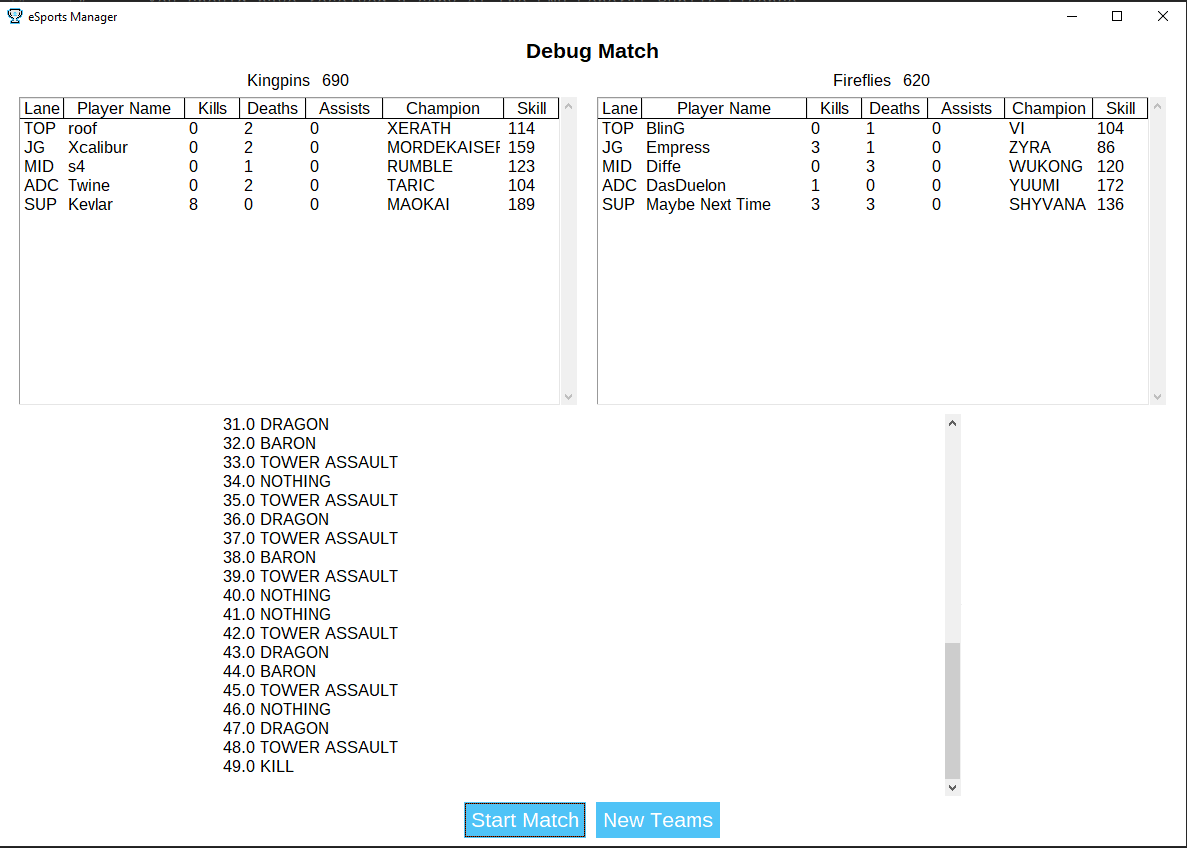 eSports Manager
Debug Match
Kingpins 690
Fireflies 620
Lane Player Name Kills Deaths Assists Champion Skill
TOP roof 0 2 0 XERATH 114
JG Xcalibur 0 2 0 MORDEKAISER 159
MID s4 0 1 0 RUMBLE 123
ADC Twine 0 2 0 TARIC 104
SUP Kevlar 8 0 0 MAOKAI 189
Lane Player Name Kills Deaths Assists Champion Skill
TOP BlinG 0 1 0 VI 104
JG Empress 3 1 0 ZYRA 86
MID Diffe 0 3 0 WUKONG 120
ADC DasDuelon 1 0 0 YUUMI 172
SUP Maybe Next Time 3 3 0 SHYVANA 136
31.0 DRAGON
32.0 BARON
33.0 TOWER ASSAULT
34.0 NOTHING
35.0 TOWER ASSAULT
36.0 DRAGON
37.0 TOWER ASSAULT
38.0 BARON
39.0 TOWER ASSAULT
40.0 NOTHING
41.0 NOTHING
42.0 TOWER ASSAULT
43.0 DRAGON
44.0 BARON
45.0 TOWER ASSAULT
46.0 NOTHING
47.0 DRAGON
48.0 TOWER ASSAULT
49.0 KILL
Start Match
New Teams